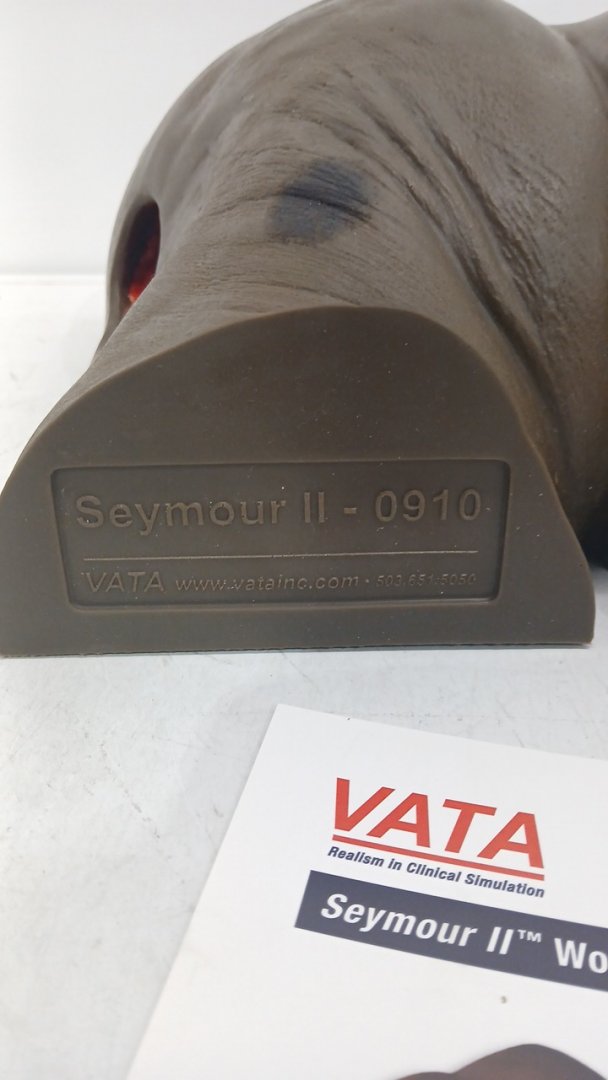 Seymour II - 0910
VATA www.vatainc.com • 503.651.5050
VATA
Realism in Clinical Simulation
Seymour II™ Wo